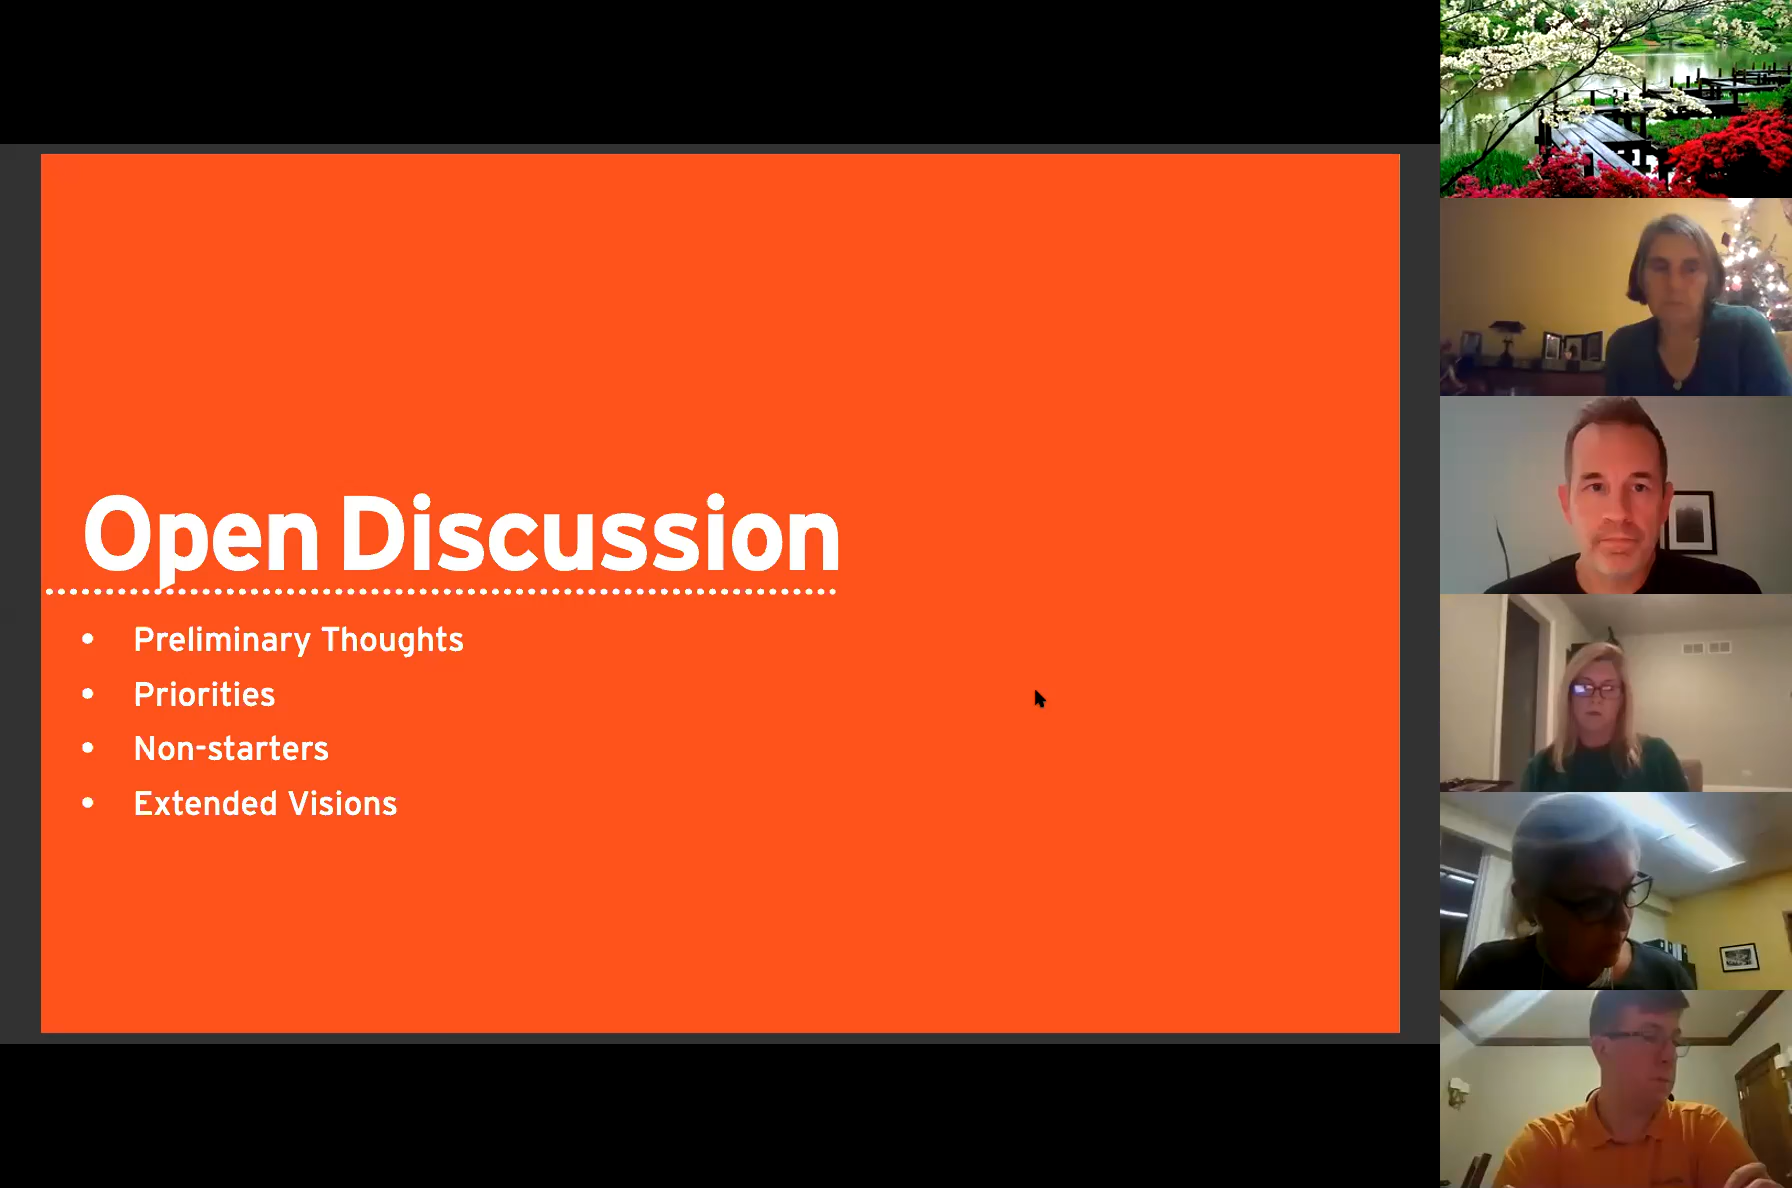 Open Discussion
• Preliminary Thoughts
• Priorities
• Non-starters
• Extended Visions